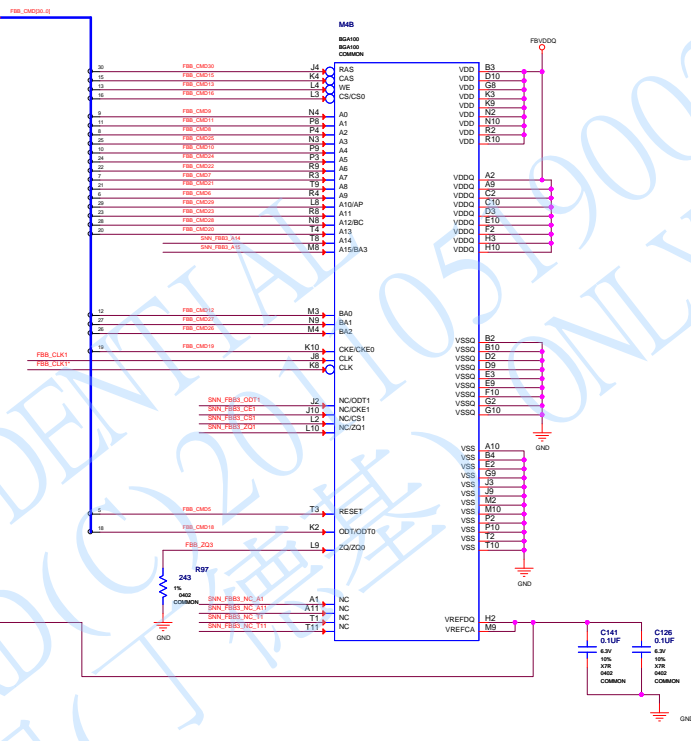 FBB_CMD[30..0]
M4B
BGA100
BGA100
COMMON
FBVDDQ
30 FBB_CMD30 J4 RAS VDD B3
15 FBB_CMD15 K4 CAS VDD D10
13 FBB_CMD13 L4 WE VDD G8
16 FBB_CMD16 L3 CS/CS0 VDD K3
VDD K9
9 FBB_CMD9 N4 A0 VDD N2
11 FBB_CMD11 P8 A1 VDD N10
8 FBB_CMD8 P4 A2 VDD R2
25 FBB_CMD25 N3 A3 VDD R10
10 FBB_CMD10 P9 A4
24 FBB_CMD24 P3 A5
22 FBB_CMD22 R9 A6
7 FBB_CMD7 R3 A7 VDDQ A2
21 FBB_CMD21 T9 A8 VDDQ A9
6 FBB_CMD6 R4 A9 VDDQ C2
29 FBB_CMD29 L8 A10/AP VDDQ C10
23 FBB_CMD23 R8 A11 VDDQ D3
28 FBB_CMD28 N8 A12/BC VDDQ E10
20 FBB_CMD20 T4 A13 VDDQ F2
SNN_FBB3_A14 T8 A14 VDDQ H3
SNN_FBB3_A15 M8 A15/BA3 VDDQ H10
12 FBB_CMD12 M3 BA0
27 FBB_CMD27 N9 BA1
26 FBB_CMD26 M4 BA2
VSSQ B2
19 FBB_CMD19 K10 CKE/CKE0 VSSQ B10
FBB_CLK1 J8 CLK VSSQ D2
FBB_CLK1* K8 CLK VSSQ D9
VSSQ E3
VSSQ E9
SNN_FBB3_ODT1 J2 NC/ODT1 VSSQ F10
SNN_FBB3_CE1 J10 NC/CKE1 VSSQ G2
SNN_FBB3_CS1 L2 NC/CS1 VSSQ G10
SNN_FBB3_ZQ1 L10 NC/ZQ1
GND
VSS A10
VSS B4
VSS E2
VSS G9
VSS J3
VSS J9
VSS M2
5 FBB_CMD5 T3 RESET VSS M10
VSS P2
18 FBB_CMD18 K2 ODT/ODT0 VSS P10
VSS T2
FBB_ZQ3 L9 ZQ/ZQ0 VSS T10
R97
243
1%
0402
COMMON
GND
GND
SNN_FBB3_NC_A1 A1 NC
SNN_FBB3_NC_A11 A11 NC
SNN_FBB3_NC_T1 T1 NC
SNN_FBB3_NC_T11 T11 NC
VREFDQ H2
VREFCA M9
C141
0.1UF
6.3V
10%
X7R
0402
COMMON
C126
0.1UF
6.3V
10%
X7R
0402
COMMON
GND